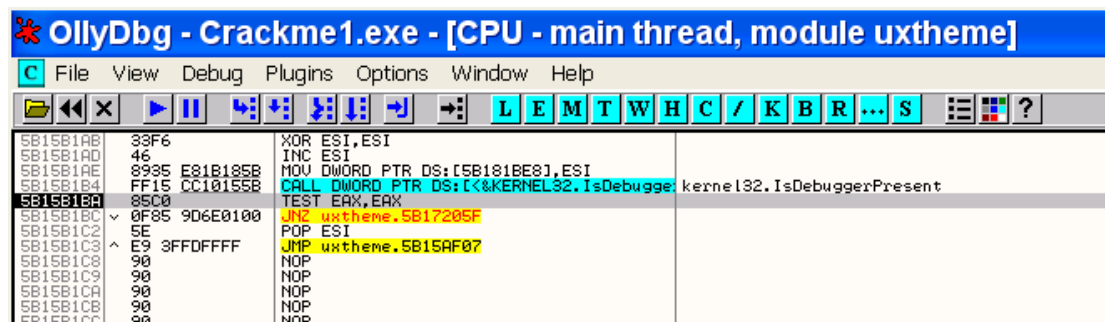 OllyDbg - Crackme1.exe - [CPU - main thread, module uxtheme]
C File View Debug Plugins Options Window Help
L E M T W H C / K B R ... S ?
5B15B1AB 33F6 XOR ESI,ESI
5B15B1AD 46 INC ESI
5B15B1AE 8935 E81B185B MOV DWORD PTR DS:[5B181BE8],ESI
5B15B1B4 FF15 CC10155B CALL DWORD PTR DS:[<&KERNEL32.IsDebugge: kernel32.IsDebuggerPresent
5B15B1BA 85C0 TEST EAX,EAX
5B15B1BC 0F85 9D6E0100 JNZ uxtheme.5B17205F
5B15B1C2 5E POP ESI
5B15B1C3 ^ E9 3FFDFFFF JMP uxtheme.5B15AF07
5B15B1C8 90 NOP
5B15B1C9 90 NOP
5B15B1CA 90 NOP
5B15B1CB 90 NOP
5B15B1CC 90 NOP